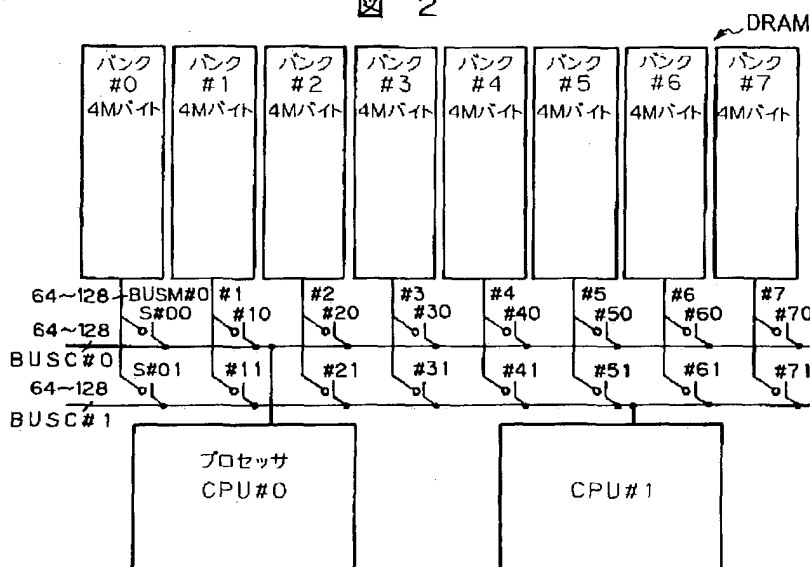 図 2
DRAM
バンク バンク バンク バンク バンク バンク バンク バンク
#0 #1 #2 #3 #4 #5 #6 #7
4Mバイト 4Mバイト 4Mバイト 4Mバイト 4Mバイト 4Mバイト 4Mバイト 4Mバイト
64~128 BUSM#0 #1 #2 #3 #4 #5 #6 #7
S#00 #10 #20 #30 #40 #50 #60 #70
64~128
BUSC#0
S#01 #11 #21 #31 #41 #51 #61 #71
64~128
BUSC#1
プロセッサ
CPU#0 CPU#1